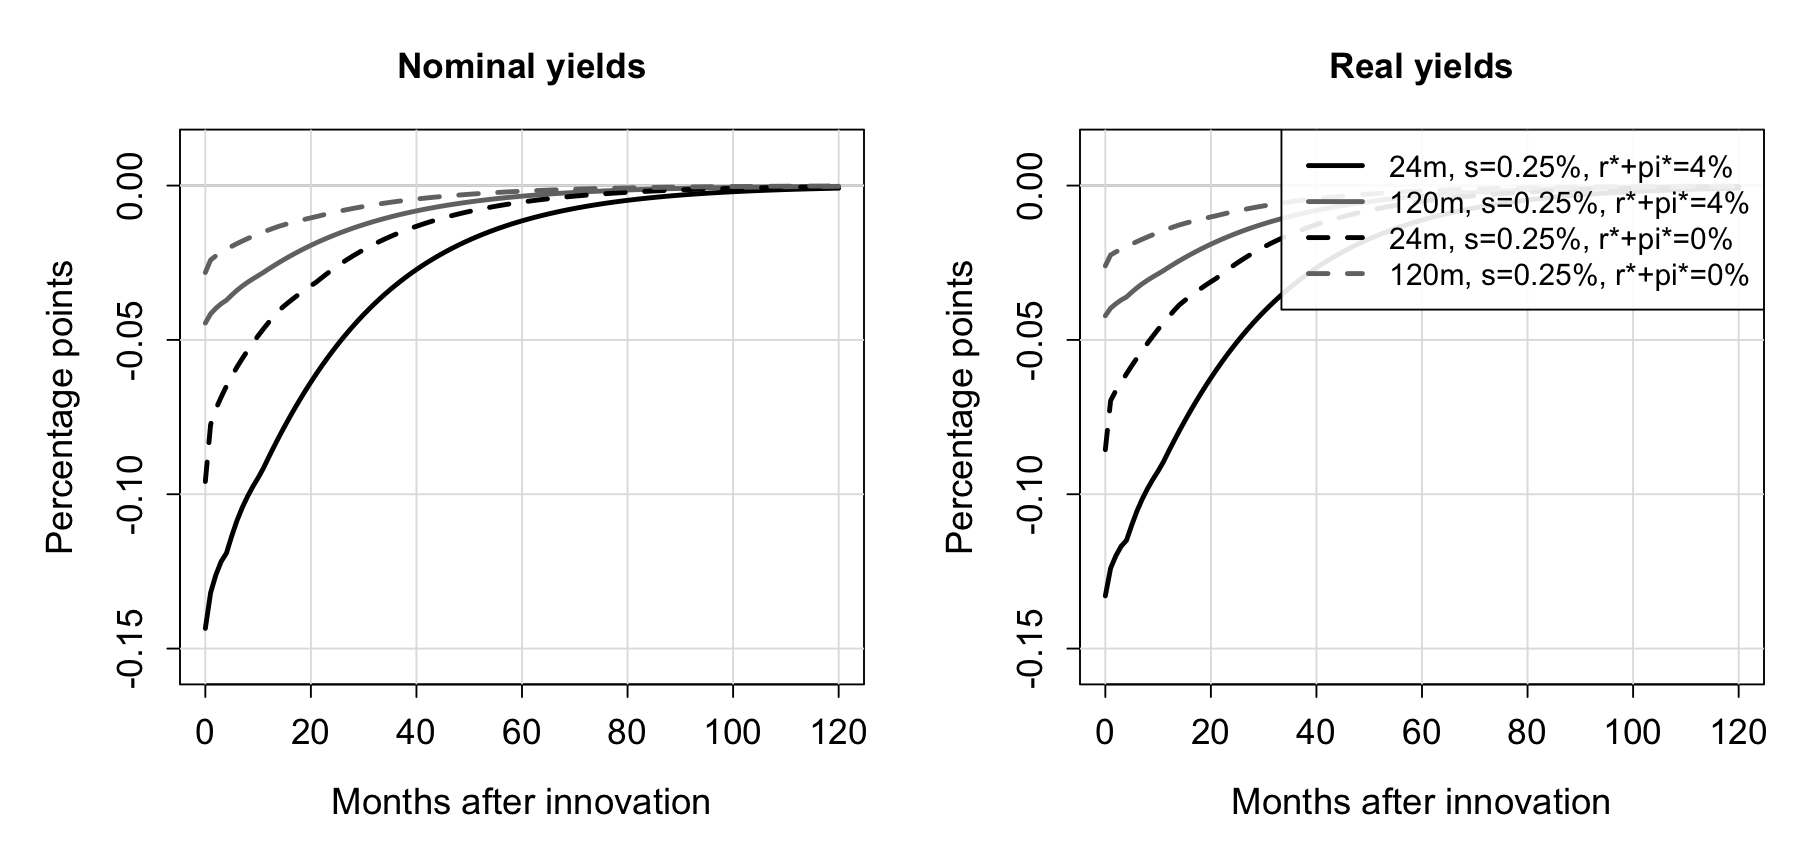 Nominal yields
Percentage points
0.00
-0.05
-0.10
-0.15
0 20 40 60 80 100 120
Months after innovation
Real yields
Percentage points
0.00
-0.05
-0.10
-0.15
24m, s=0.25%, r*+pi*=4%
120m, s=0.25%, r*+pi*=4%
24m, s=0.25%, r*+pi*=0%
120m, s=0.25%, r*+pi*=0%
0 20 40 60 80 100 120
Months after innovation